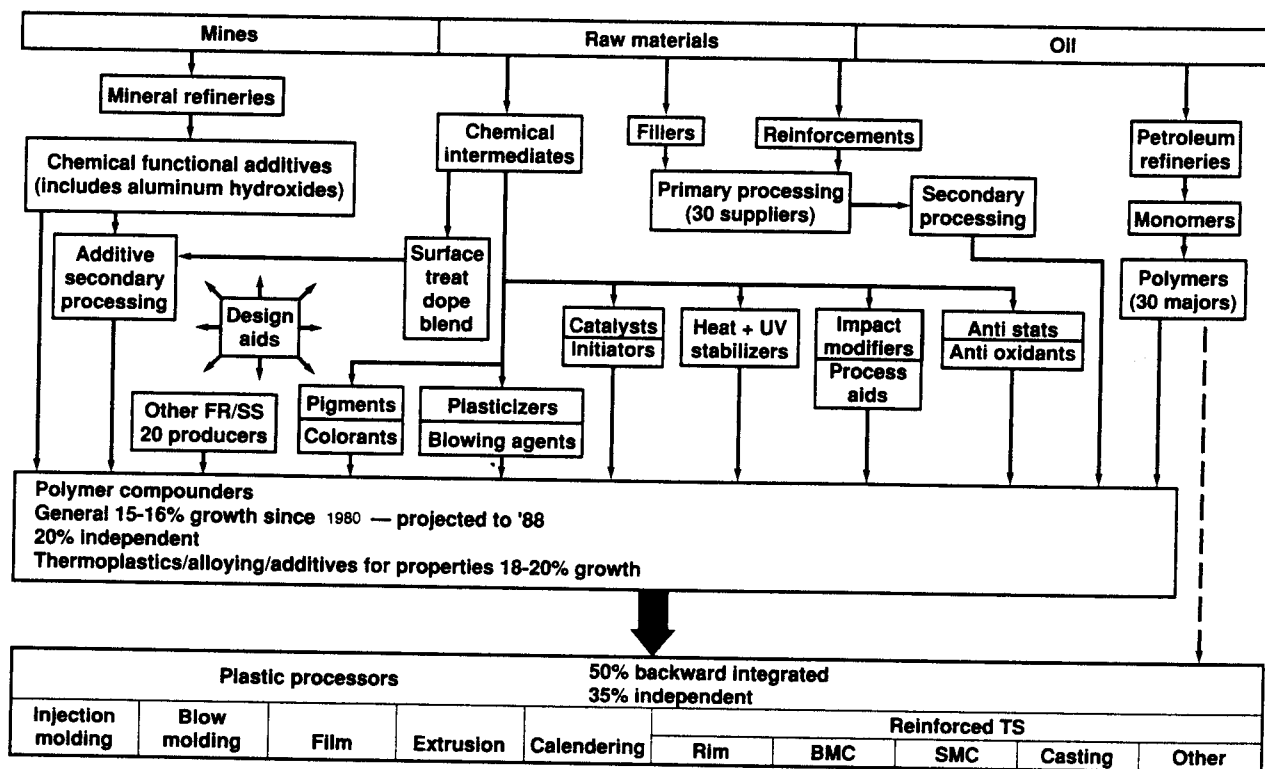 Mines
Raw materials
Oil
Mineral refineries
Chemical functional additives
(includes aluminum hydroxides)
Chemical
intermediates
Fillers
Reinforcements
Petroleum
refineries
Primary processing
(30 suppliers)
Secondary
processing
Monomers
Additive
secondary
processing
Surface
treat
dope
blend
Polymers
(30 majors)
Design
aids
Catalysts
Initiators
Heat + UV
stabilizers
Impact
modifiers
Process
aids
Anti stats
Anti oxidants
Other FR/SS
20 producers
Pigments
Colorants
Plasticizers
Blowing agents
Polymer compounders
General 15-16% growth since 1980 — projected to '88
20% independent
Thermoplastics/alloying/additives for properties 18-20% growth
Plastic processors
50% backward integrated
35% independent
Injection
molding
Blow
molding
Film
Extrusion
Calendering
Reinforced TS
Rim
BMC
SMC
Casting
Other